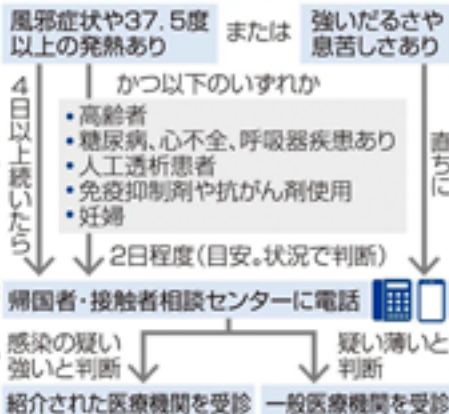 風邪症状や37.5度
以上の発熱あり
または
強いだるさや
息苦しさあり
4日以上続いたら
かつ以下のいずれか
•高齢者
•糖尿病、心不全、呼吸器疾患あり
•人工透析患者
•免疫抑制剤や抗がん剤使用
•妊婦
直ちに
2日程度(目安。状況で判断)
帰国者・接触者相談センターに電話
感染の疑い
強いと判断
疑い薄いと
判断
紹介された医療機関を受診
一般医療機関を受診